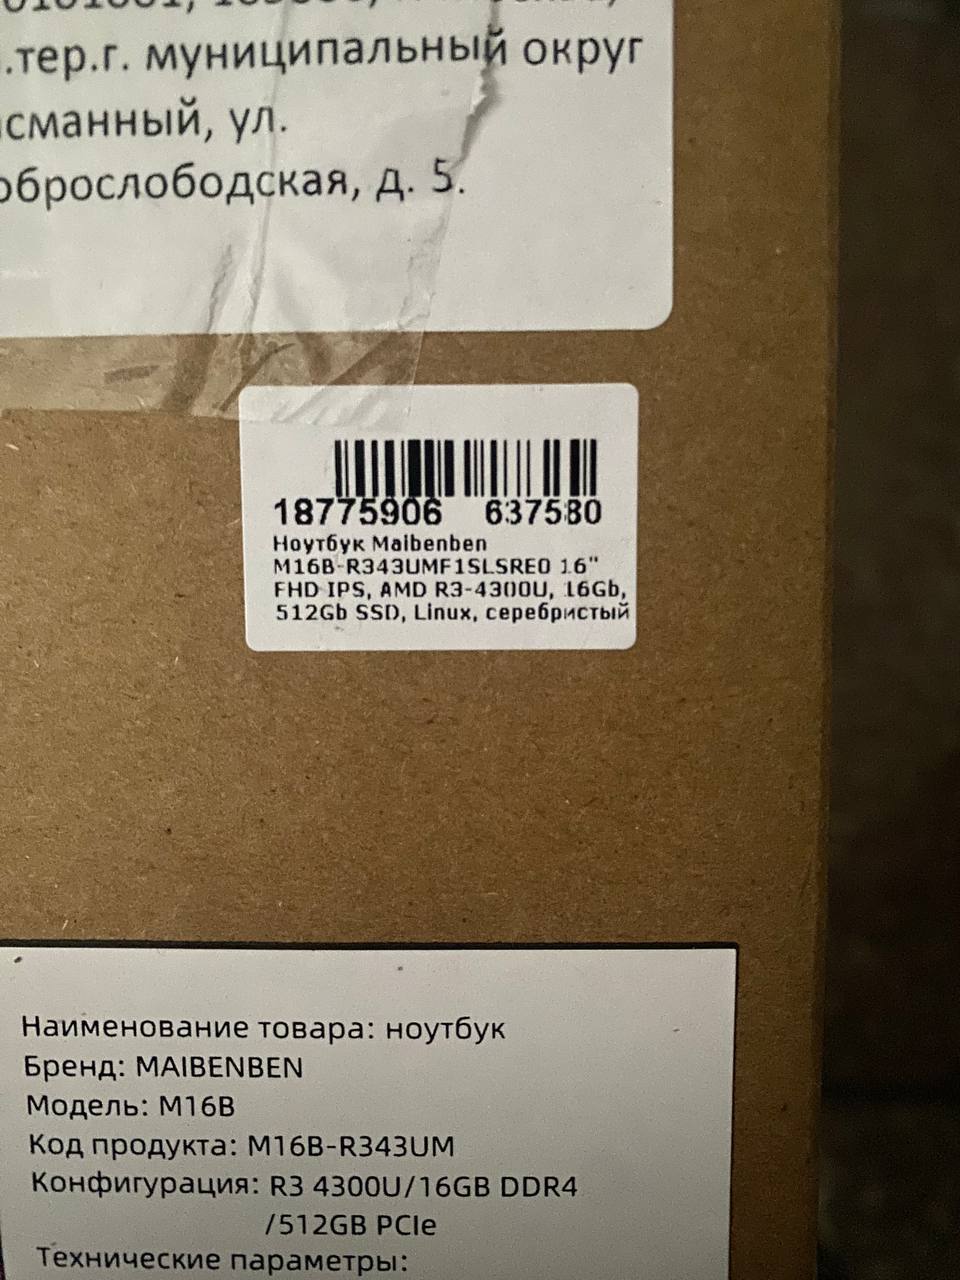 .тер.г. муниципальный округ
сманный, ул.
оброслободская, д. 5.
18775906 637580
Ноутбук Maibenben
M16B-R343UMF1SLSRE0 16"
FHD IPS, AMD R3-4300U, 16Gb,
512Gb SSD, Linux, серебристый
Наименование товара: ноутбук
Бренд: MAIBENBEN
Модель: M16B
Код продукта: M16B-R343UM
Конфигурация: R3 4300U/16GB DDR4
/512GB PCIe
Технические параметры: